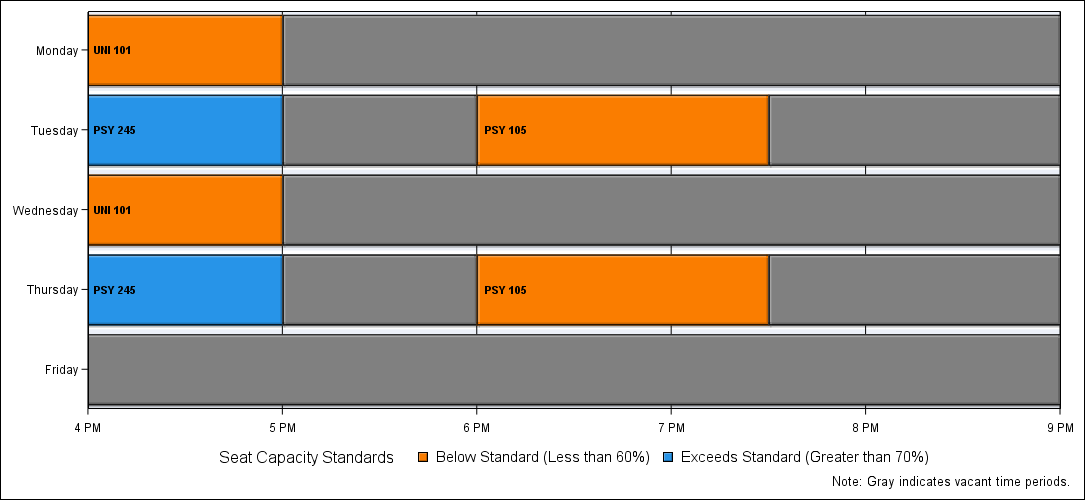 Monday
UNI 101
Tuesday
PSY 245
PSY 105
Wednesday
UNI 101
Thursday
PSY 245
PSY 105
Friday
4 PM 5 PM 6 PM 7 PM 8 PM 9 PM
Seat Capacity Standards Below Standard (Less than 60%) Exceeds Standard (Greater than 70%)
Note: Gray indicates vacant time periods.